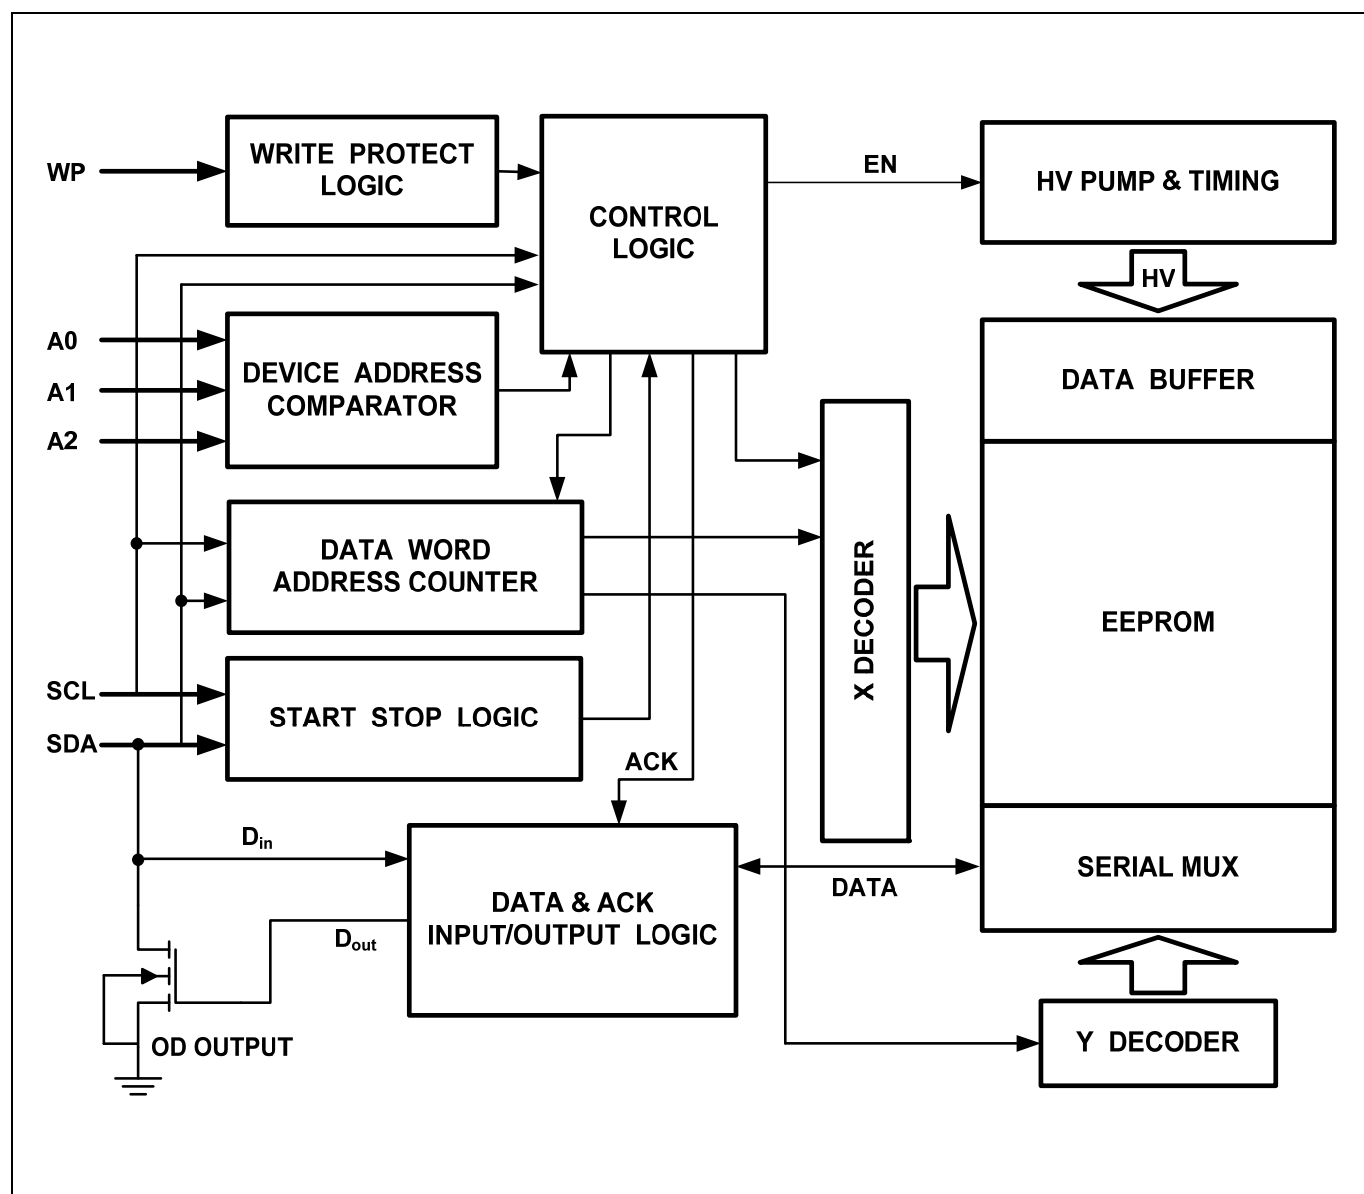 WP
WRITE PROTECT
LOGIC
CONTROL
LOGIC
EN
HV PUMP & TIMING
HV
A0
A1
A2
DEVICE ADDRESS
COMPARATOR
DATA BUFFER
DATA WORD
ADDRESS COUNTER
X DECODER
EEPROM
SCL
SDA
START STOP LOGIC
ACK
Din
Dout
DATA & ACK
INPUT/OUTPUT LOGIC
DATA
SERIAL MUX
OD OUTPUT
Y DECODER